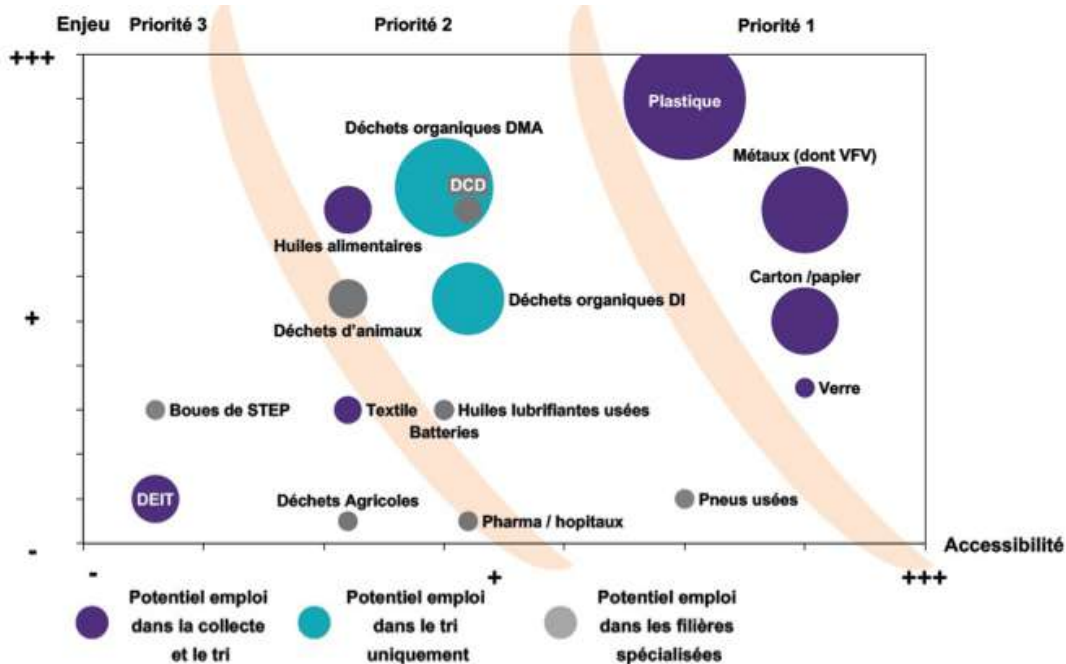 Enjeu
Priorité 3
Priorité 2
Priorité 1
+++
Plastique
Déchets organiques DMA
Métaux (dont VFV)
DCD
Huiles alimentaires
Carton /papier
Déchets organiques DI
+
Déchets d'animaux
Verre
Boues de STEP
Textile
Huiles lubrifiantes usées
Batteries
DEIT
Déchets Agricoles
Pneus usées
Pharma / hopitaux
-
Accessibilité
-
+
+++
Potentiel emploi
dans la collecte
et le tri
Potentiel emploi
dans le tri
uniquement
Potentiel emploi
dans les filières
spécialisées